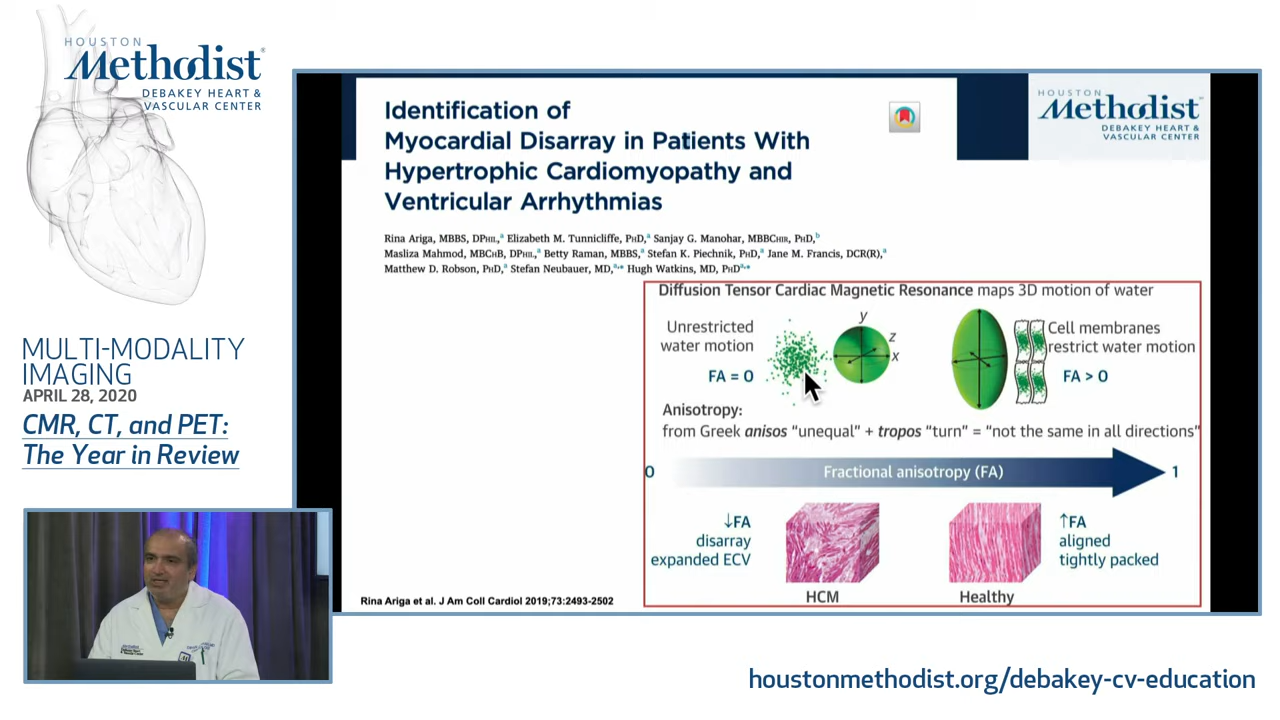 HOUSTON
Methodist®
DEBAKEY HEART &
VASCULAR CENTER
MULTI-MODALITY
IMAGING
APRIL 28, 2020
CMR, CT, and PET:
The Year in Review
Identification of
Myocardial Disarray in Patients With
Hypertrophic Cardiomyopathy and
Ventricular Arrhythmias
HOUSTON
Methodist
DEBAKEY HEART &
VASCULAR CENTER
Rina Ariga, MBBS, DPHIL,a Elizabeth M. Tunnicliffe, PHD,a Sanjay G. Manohar, MBBCHIR, PHD,b
Masliza Mahmod, MBCHB, DPHIL,a Betty Raman, MBBS,a Stefan K. Piechnik, PHD,a Jane M. Francis, DCR(R),a
Matthew D. Robson, PHD,a Stefan Neubauer, MD,a,* Hugh Watkins, MD, PHDa,*
Diffusion Tensor Cardiac Magnetic Resonance maps 3D motion of water
Unrestricted
water motion
FA = 0
y
z
x
Cell membranes
restrict water motion
FA > 0
Anisotropy:
from Greek anisos “unequal” + tropos “turn” = “not the same in all directions”
0
Fractional anisotropy (FA)
1
↓FA
disarray
expanded ECV
HCM
Healthy
↑FA
aligned
tightly packed
Rina Ariga et al. J Am Coll Cardiol 2019;73:2493-2502
houstonmethodist.org/debakey-cv-education